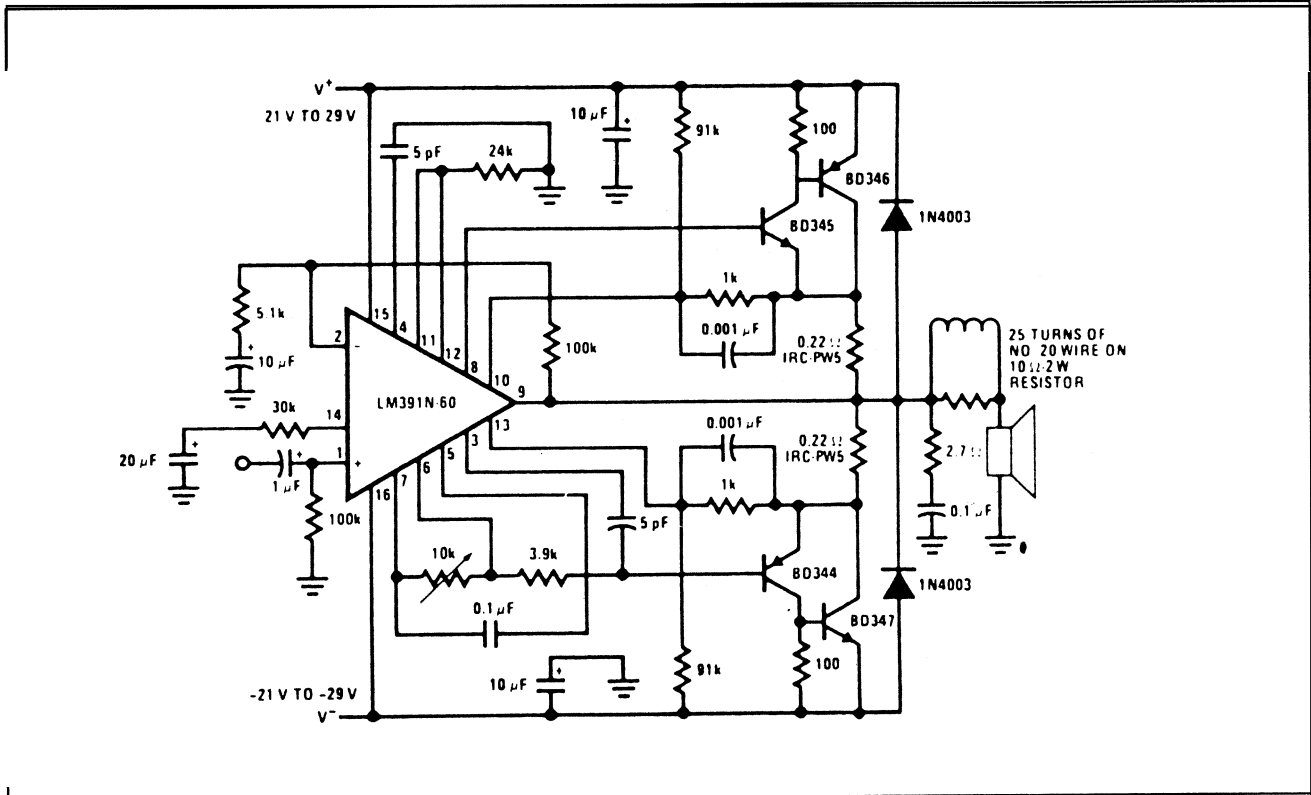 V+
21 V TO 29 V
10 µF
+
91k
100
5 pF
24k
BD346
BD345
1N4003
1k
0.001 µF
0.22 Ω
IRC-PW5
5.1k
+
10 µF
100k
25 TURNS OF
NO 20 WIRE ON
10 Ω-2 W
RESISTOR
15
4
11
12
8
10
9
2
-
LM391N-60
30k
14
+
20 µF
+
1 µF
1
+
100k
16
7
6
5
3
13
0.001 µF
0.22 Ω
IRC-PW5
1k
2.7 Ω
0.1 µF
5 pF
10k
3.9k
0.1 µF
BD344
BD347
1N4003
100
91k
10 µF
+
-21 V TO -29 V
V-